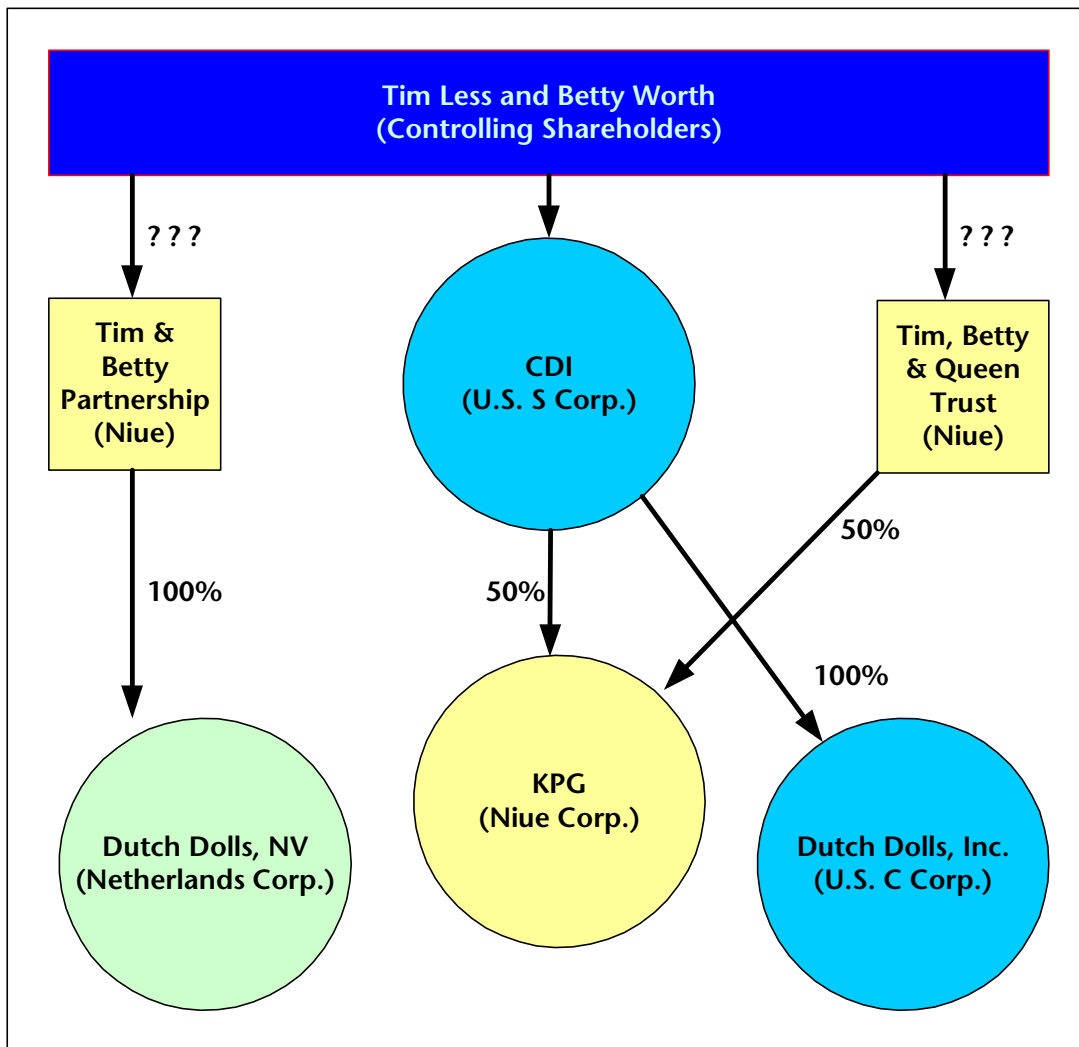 Tim Less and Betty Worth
(Controlling Shareholders)
? ? ?
? ? ?
Tim &
Betty
Partnership
(Niue)
CDI
(U.S. S Corp.)
Tim, Betty
& Queen
Trust
(Niue)
50%
100%
50%
100%
Dutch Dolls, NV
(Netherlands Corp.)
KPG
(Niue Corp.)
Dutch Dolls, Inc.
(U.S. C Corp.)